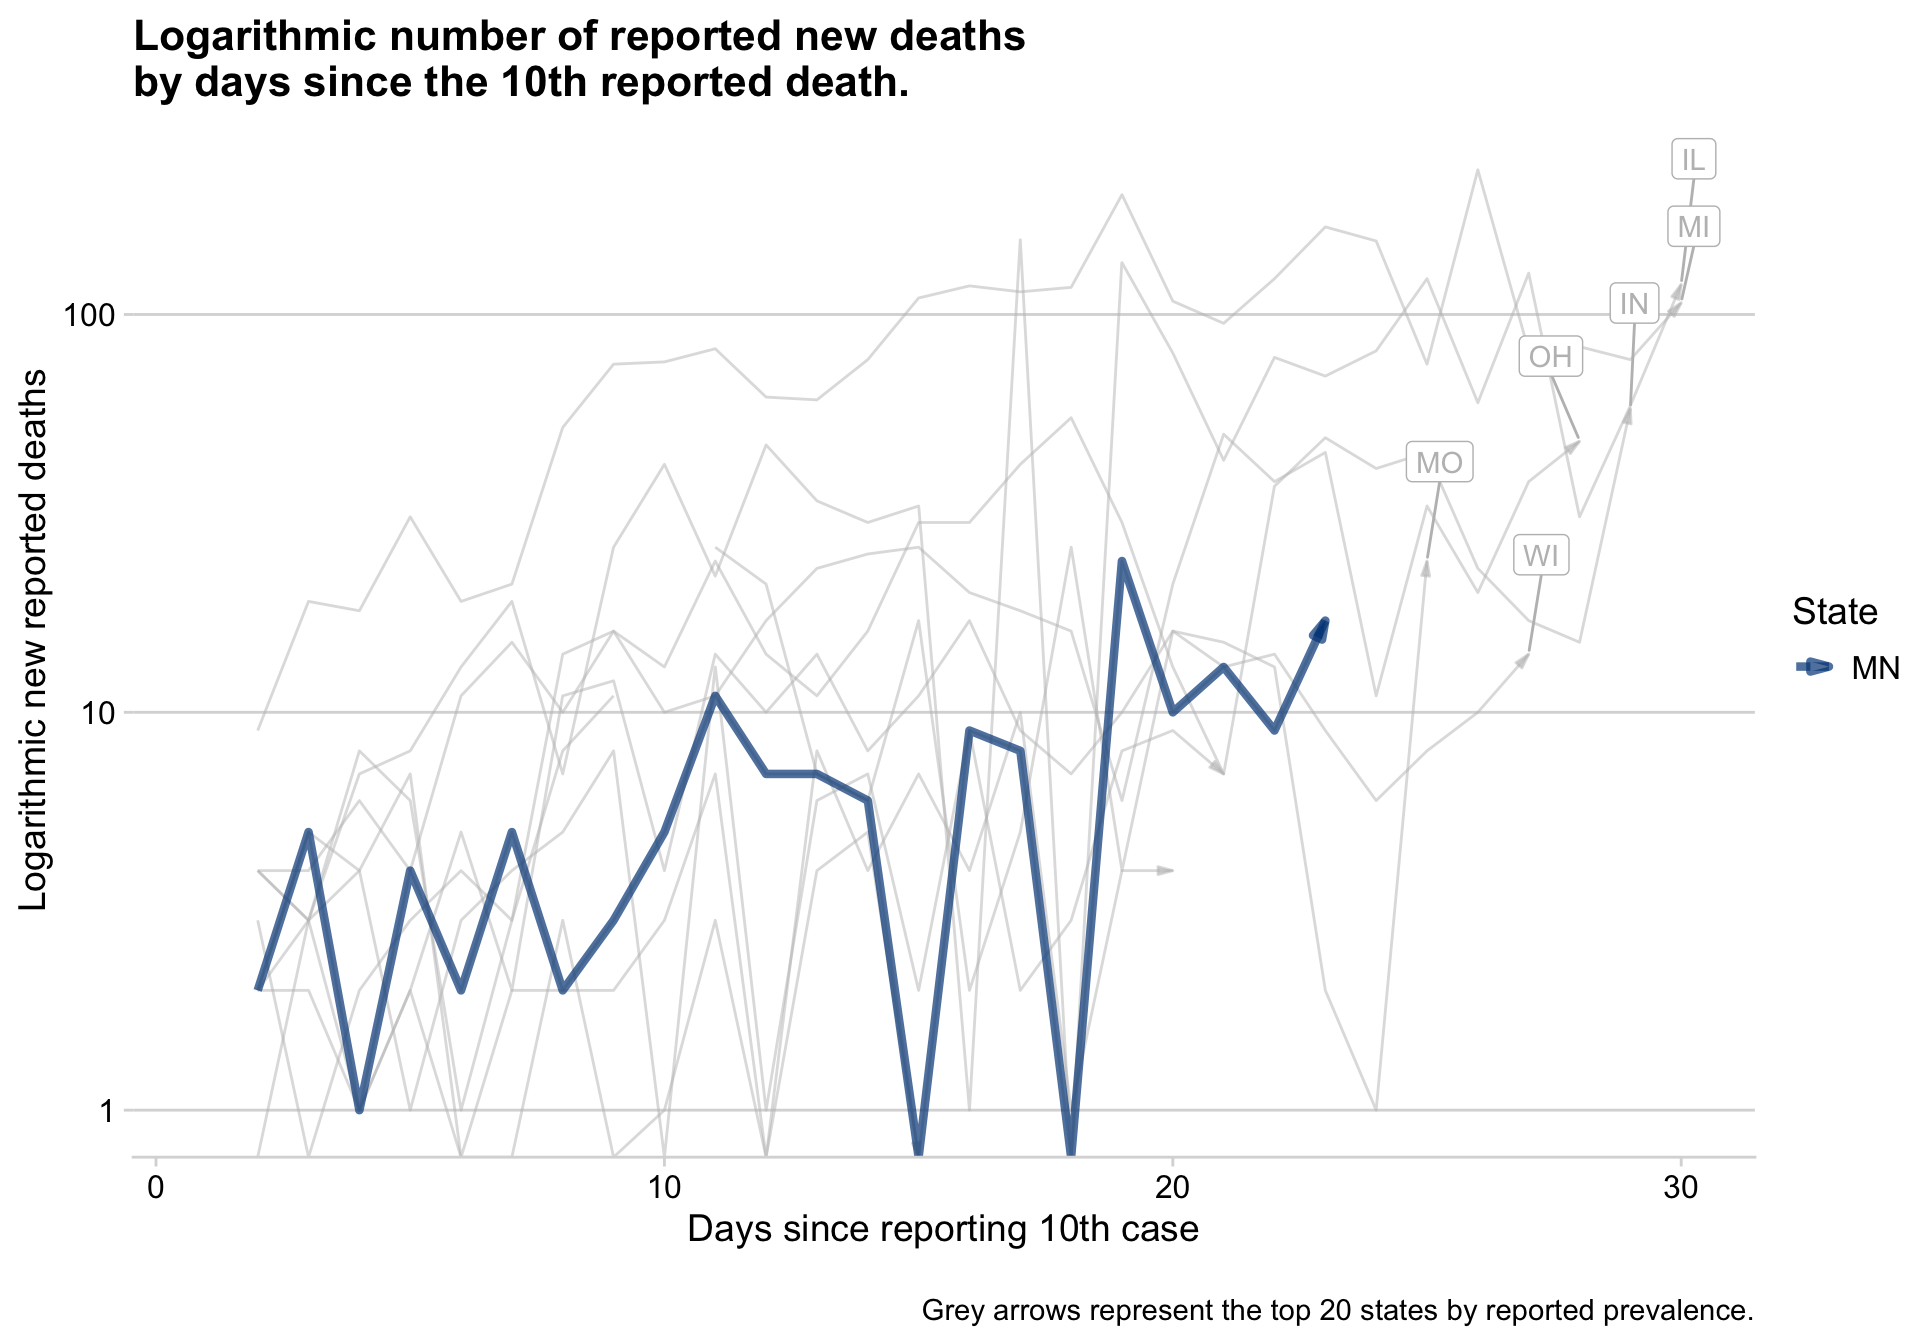 Logarithmic number of reported new deaths
by days since the 10th reported death.
IL
MI
IN
OH
MO
WI
100
10
1
Logarithmic new reported deaths
State
MN
0 10 20 30
Days since reporting 10th case
Grey arrows represent the top 20 states by reported prevalence.